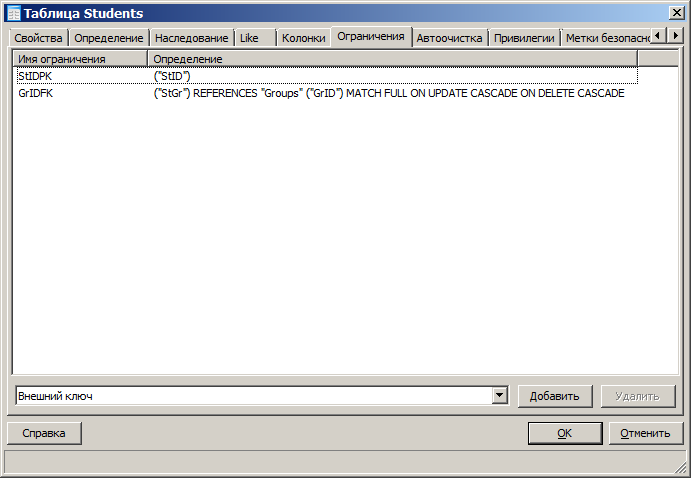 Таблица Students
Свойства Определение Наследование Like Колонки Ограничения Автоочистка Привилегии Метки безопасно
Имя ограничения Определение
StIDPK ("StID")
GrIDFK ("StGr") REFERENCES "Groups" ("GrID") MATCH FULL ON UPDATE CASCADE ON DELETE CASCADE
Внешний ключ Добавить Удалить
Справка OK Отменить